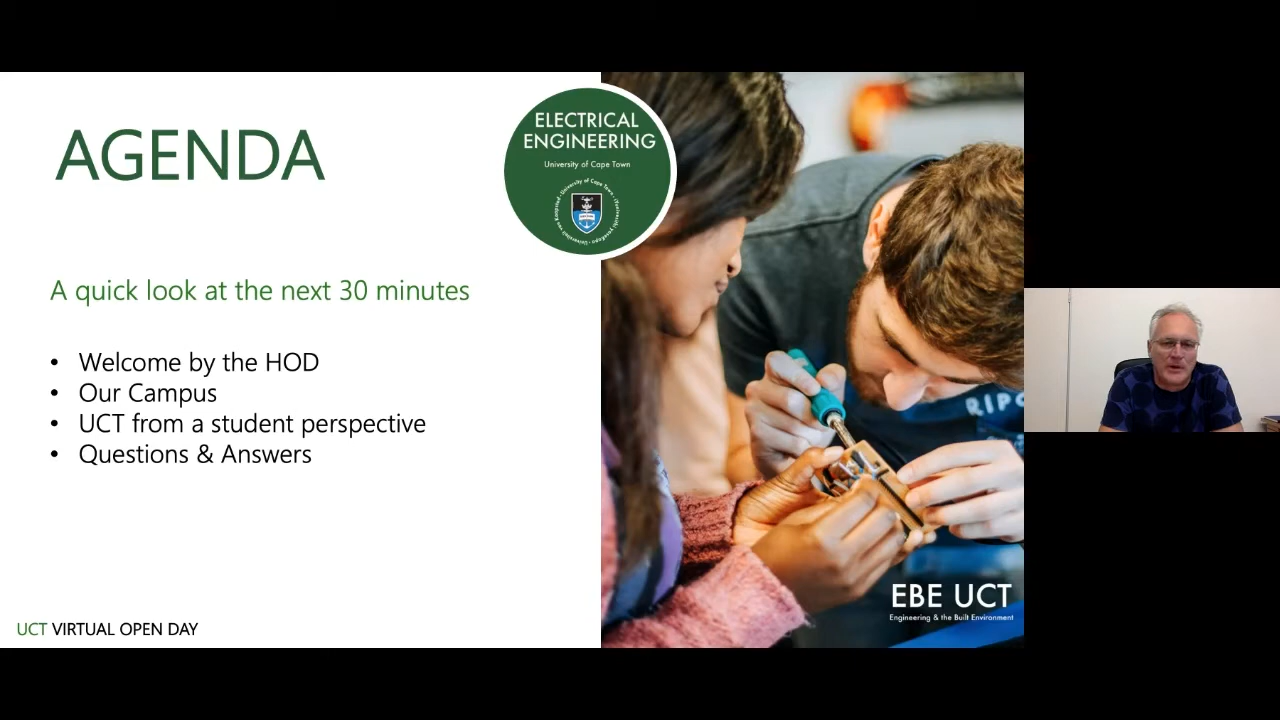 AGENDA
ELECTRICAL
ENGINEERING
University of Cape Town
A quick look at the next 30 minutes
• Welcome by the HOD
• Our Campus
• UCT from a student perspective
• Questions & Answers
EBE UCT
Engineering & the Built Environment
UCT VIRTUAL OPEN DAY